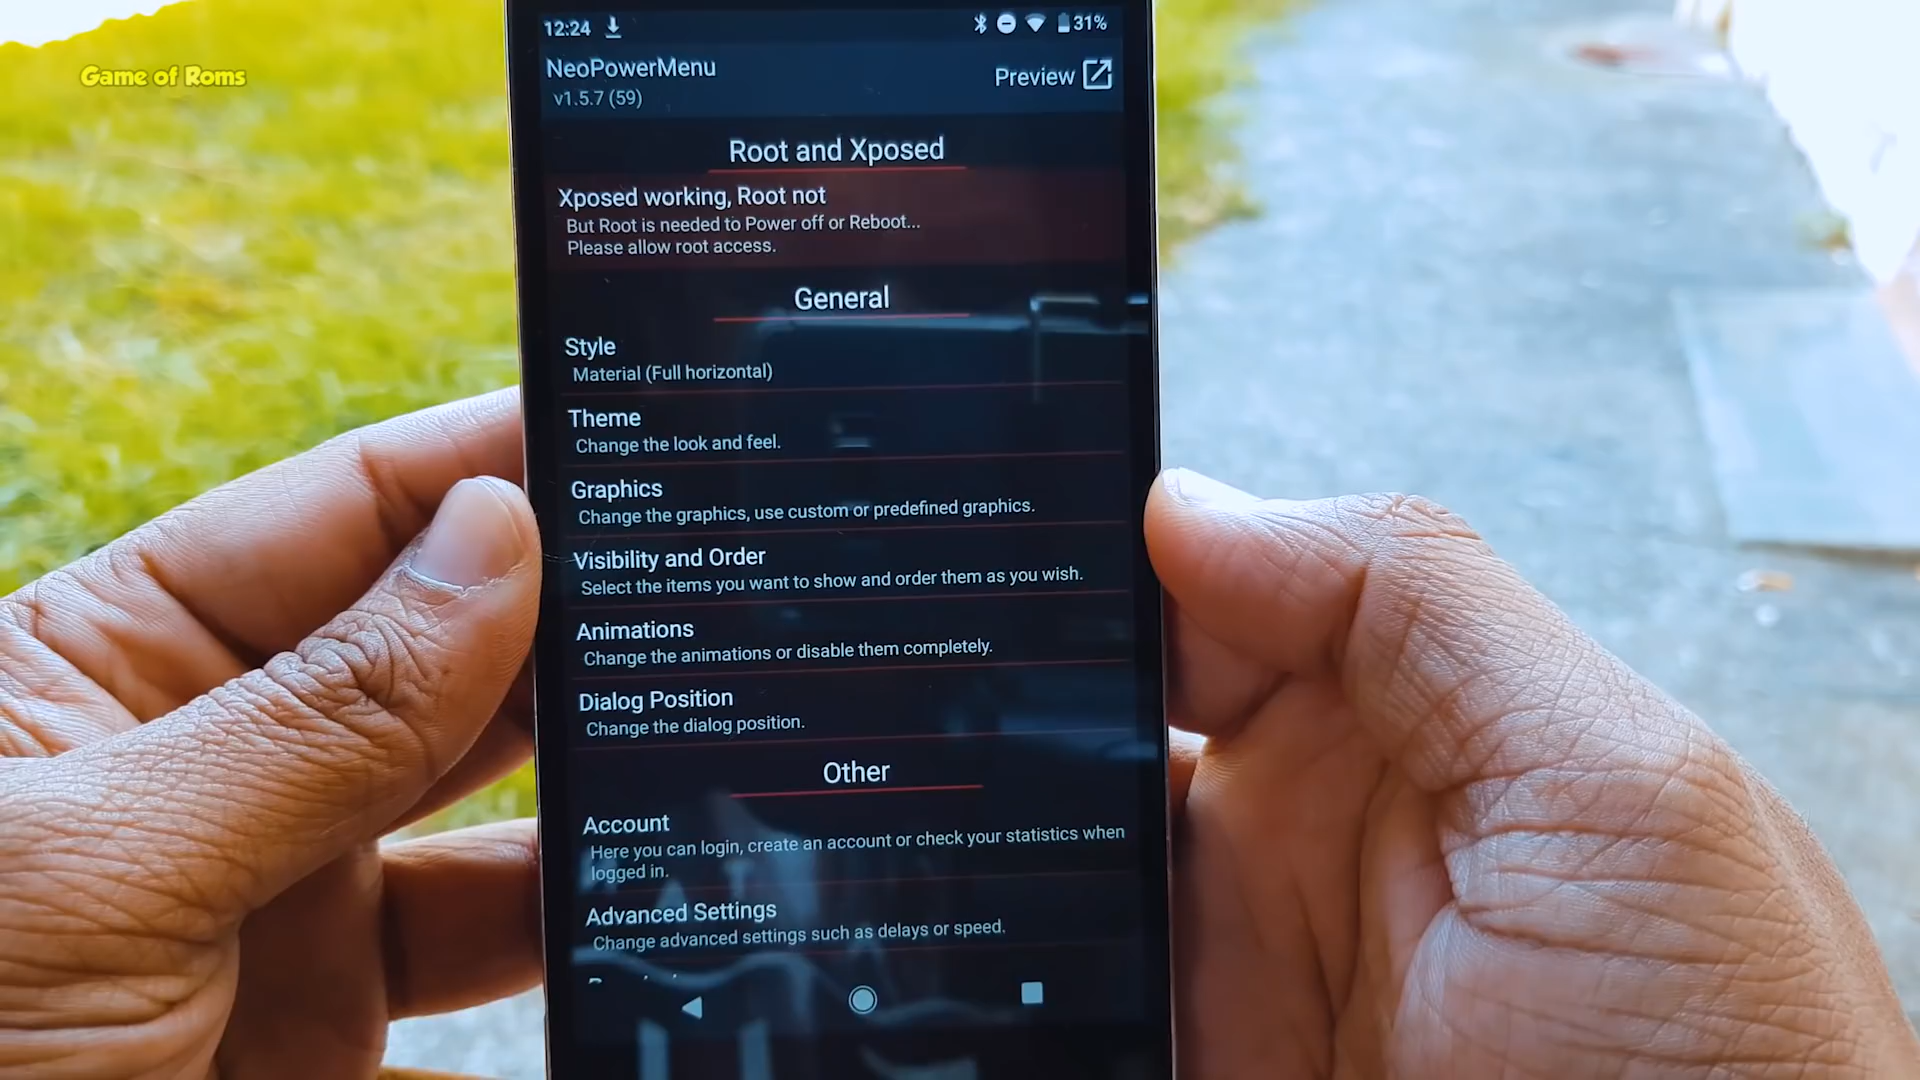 Game of Roms
12:24
31%
NeoPowerMenu
v1.5.7 (59)
Preview
Root and Xposed
Xposed working, Root not
But Root is needed to Power off or Reboot...
Please allow root access.
General
Style
Material (Full horizontal)
Theme
Change the look and feel.
Graphics
Change the graphics, use custom or predefined graphics.
Visibility and Order
Select the items you want to show and order them as you wish.
Animations
Change the animations or disable them completely.
Dialog Position
Change the dialog position.
Other
Account
Here you can login, create an account or check your statistics when
logged in.
Advanced Settings
Change advanced settings such as delays or speed.